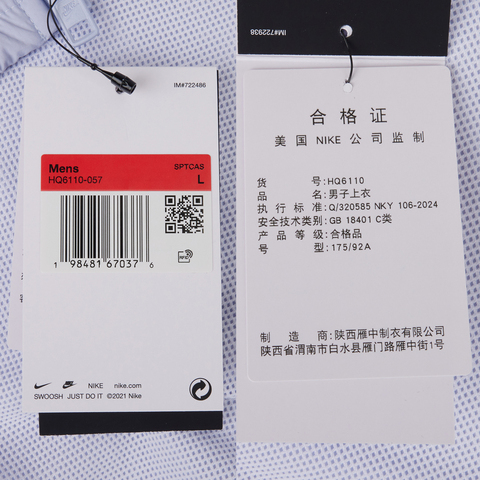 IM#722486
Mens
SPTCAS
HQ6110-057
L
1 98481 67037 6
RFID
NIKE nike.com
SWOOSH JUST DO IT ©2021 Nike
IM#722938
合格证
美国 NIKE 公司监制
货号:HQ6110
品名:男子上衣
执行标准:Q/320585 NKY 106-2024
安全技术类别:GB 18401 C类
产品等级:合格品
号型:175/92A
制造商:陕西雁中制衣有限公司
陕西省渭南市白水县雁门路雁中街1号